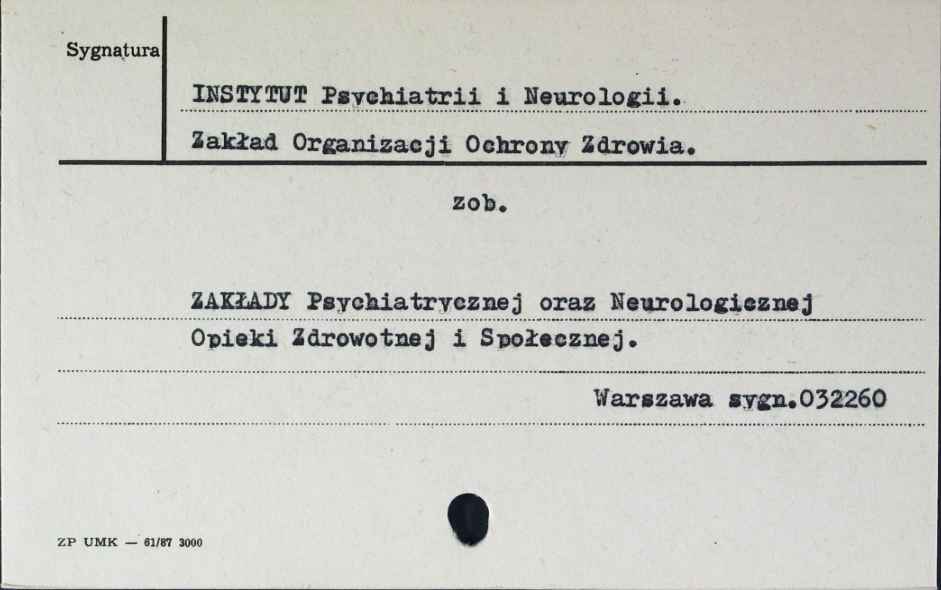 Sygnatura
INSTYTUT Psychiatrii i Neurologii.
Zakład Organizacji Ochrony Zdrowia.
zob.
ZAKŁADY Psychiatrycznej oraz Neurologicznej
Opieki Zdrowotnej i Społecznej.
Warszawa sygn.032260
ZP UMK — 61/87 3000